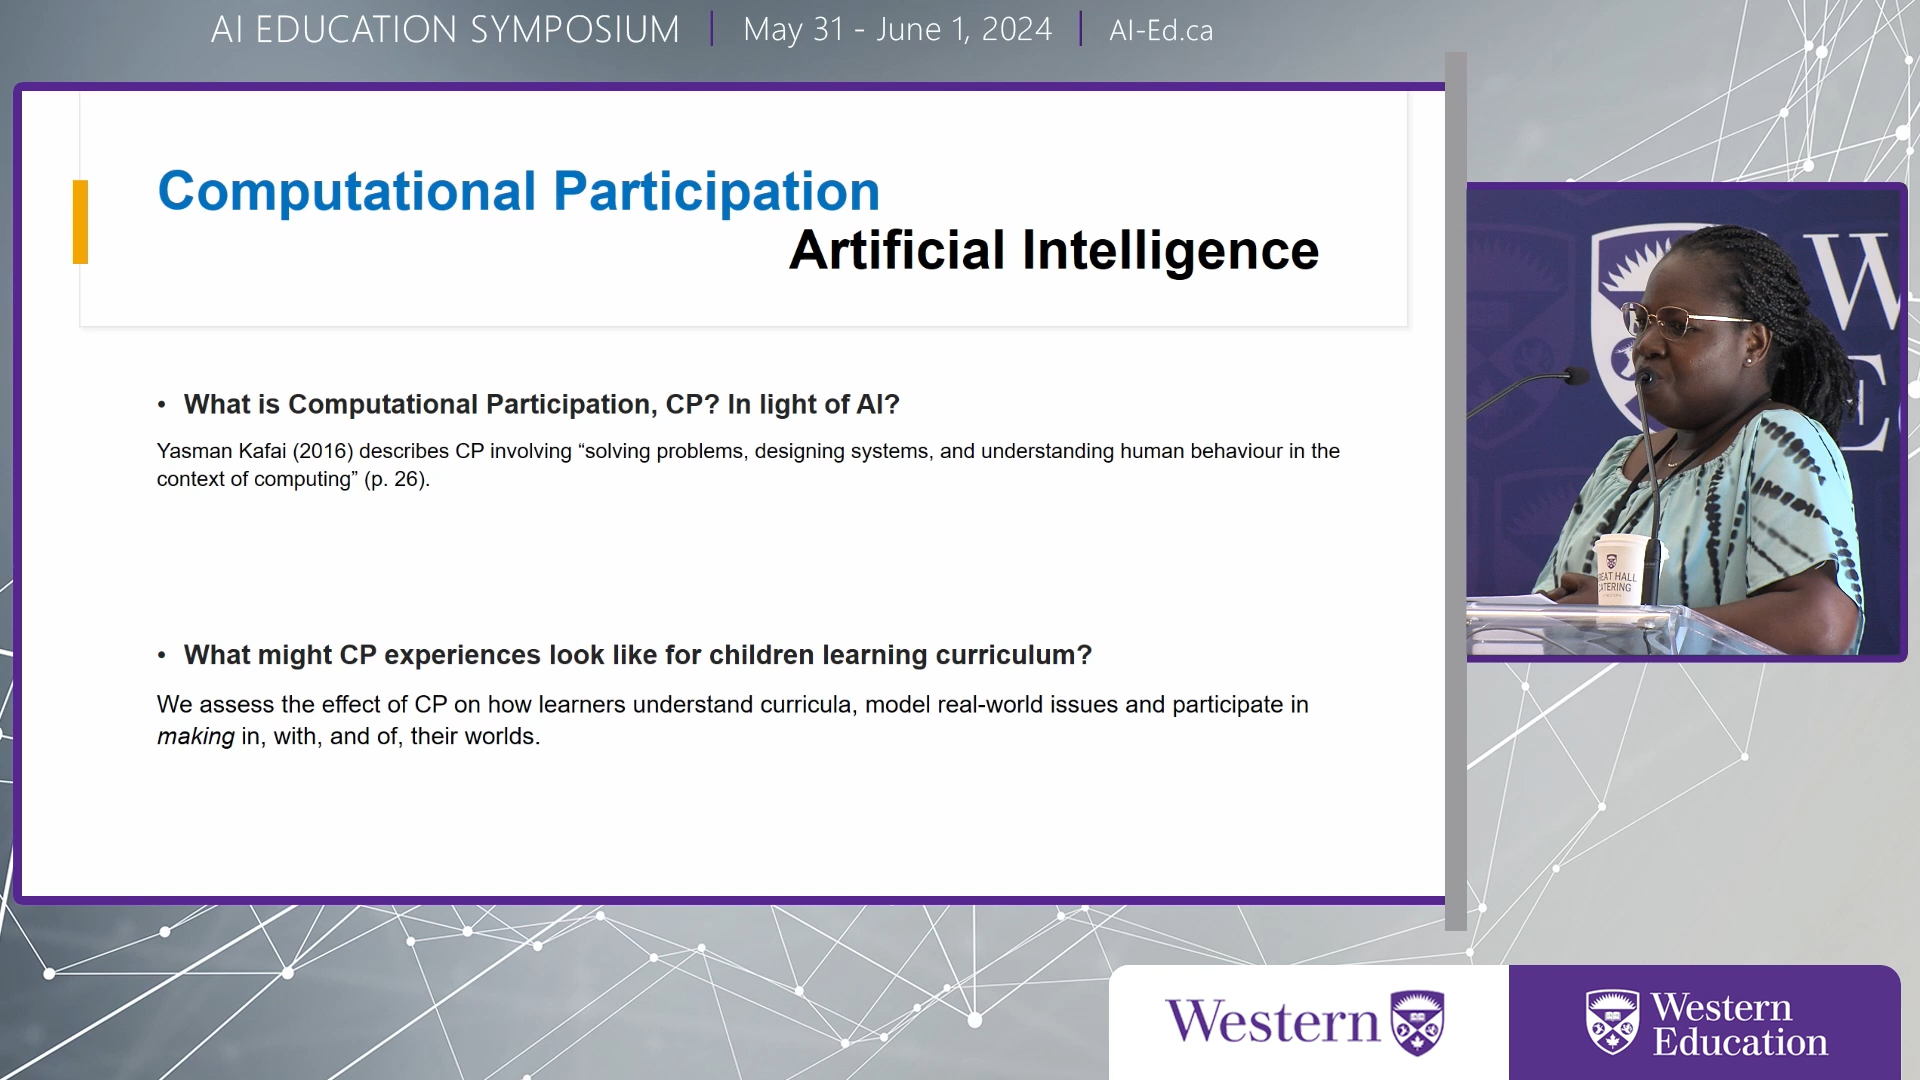 AI EDUCATION SYMPOSIUM | May 31 - June 1, 2024 | AI-Ed.ca
Computational Participation
Artificial Intelligence
• What is Computational Participation, CP? In light of AI?
Yasman Kafai (2016) describes CP involving “solving problems, designing systems, and understanding human behaviour in the
context of computing” (p. 26).
• What might CP experiences look like for children learning curriculum?
We assess the effect of CP on how learners understand curricula, model real-world issues and participate in
making in, with, and of, their worlds.
W
E
REAT HALL
CATERING
Western
Western
Education